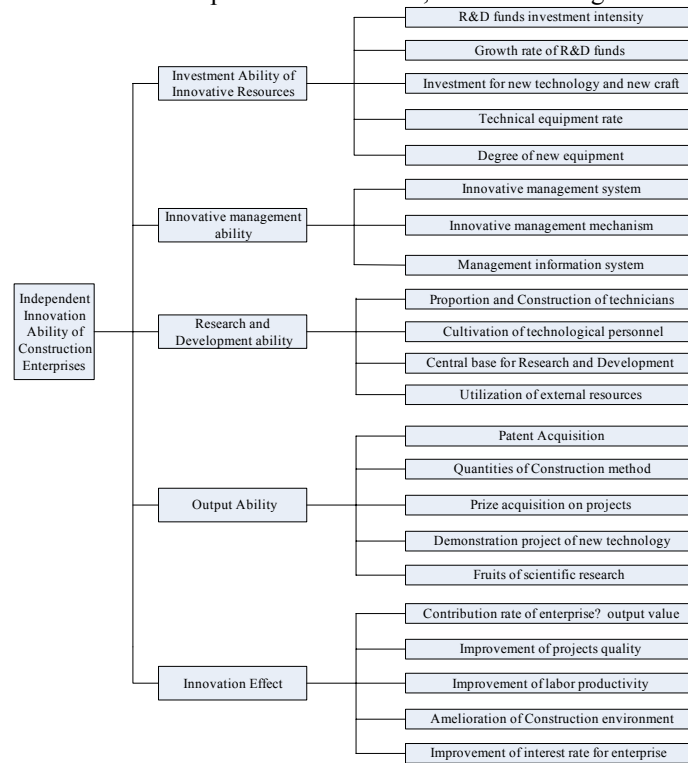 R&D funds investment intensity
Growth rate of R&D funds
Investment for new technology and new craft
Technical equipment rate
Degree of new equipment
Investment Ability of
Innovative Resources
Innovative management system
Innovative management mechanism
Management information system
Innovative management
ability
Independent
Innovation
Ability of
Construction
Enterprises
Proportion and Construction of technicians
Cultivation of technological personnel
Central base for Research and Development
Utilization of external resources
Research and
Development ability
Patent Acquisition
Quantities of Construction method
Prize acquisition on projects
Demonstration project of new technology
Fruits of scientific research
Output Ability
Contribution rate of enterprise? output value
Improvement of projects quality
Improvement of labor productivity
Amelioration of Construction environment
Improvement of interest rate for enterprise
Innovation Effect